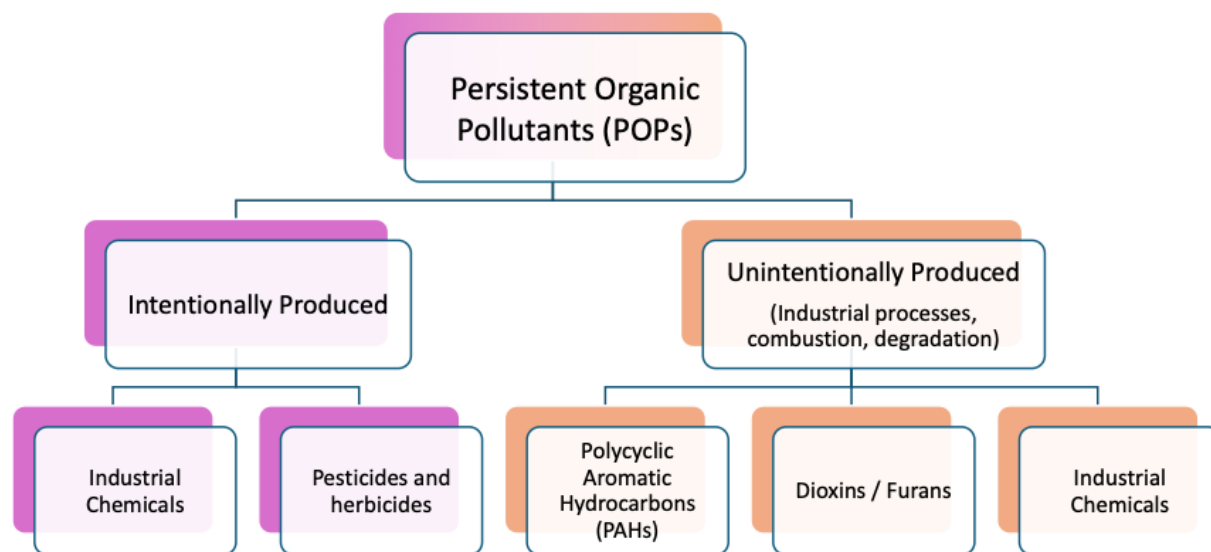 Persistent Organic
Pollutants (POPs)
Intentionally Produced
Unintentionally Produced
(Industrial processes,
combustion, degradation)
Industrial
Chemicals
Pesticides and
herbicides
Polycyclic
Aromatic
Hydrocarbons
(PAHs)
Dioxins / Furans
Industrial
Chemicals